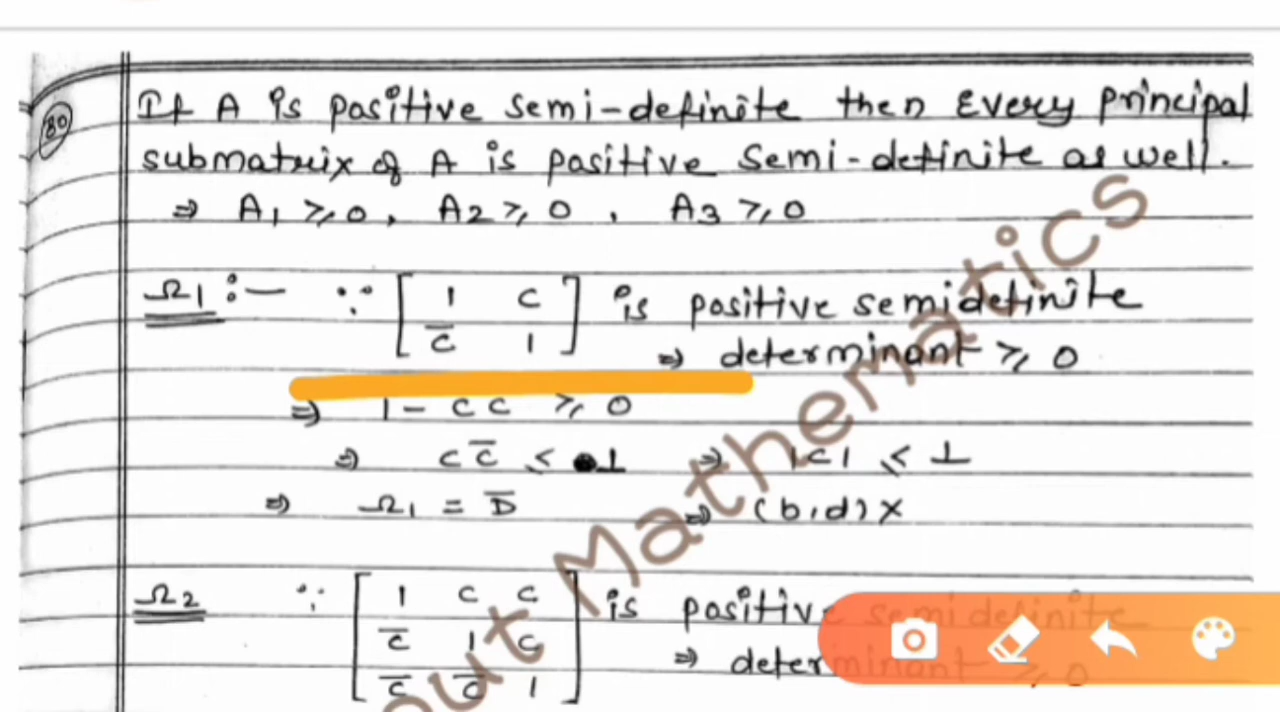 80
If A is positive semi-definite then Every principal
submatrix of A is positive semi-definite as well.
⇒ A1 ≥ 0, A2 ≥ 0, A3 ≥ 0
Ω1 :- ∵ [ 1 c
c̄ 1 ] is positive semidefinite
⇒ determinant ≥ 0
⇒ 1 - c c ≥ 0
⇒ c c̄ ≤ 1 ⇒ |c| ≤ 1
⇒ Ω1 = D̄ ⇒ (b,d) x
Ω2 ∵ [ 1 c c
c̄ 1 c
c̄ c̄ 1 ] is positive semidefinite
⇒ determinant ≥ 0
out Mathematics